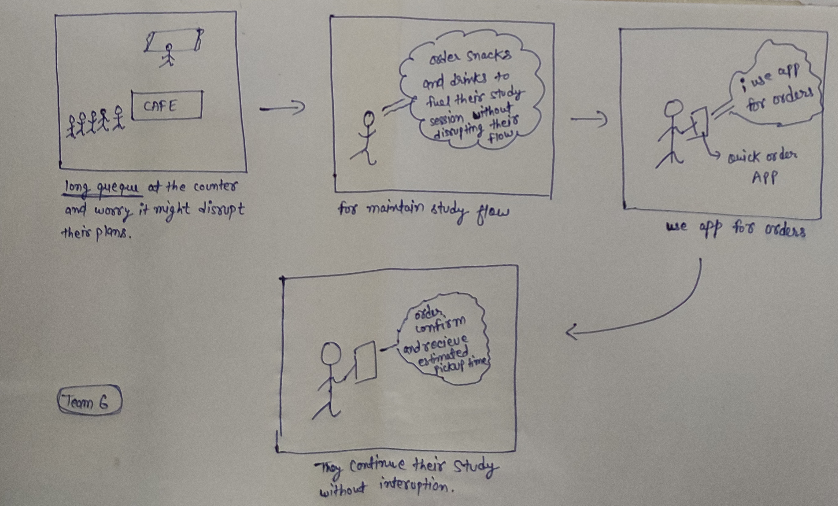 CAFE
long queque at the counter
and worry it might disrupt
their plans.
order snacks
and drinks to
fuel their study
session without
disrupting their
flow
for maintain study flow
i use app
for orders
Quick order
APP
use app for orders
order
confirm
and recieve
estimated
pickup time
They continue their study
without interuption.
Team 6